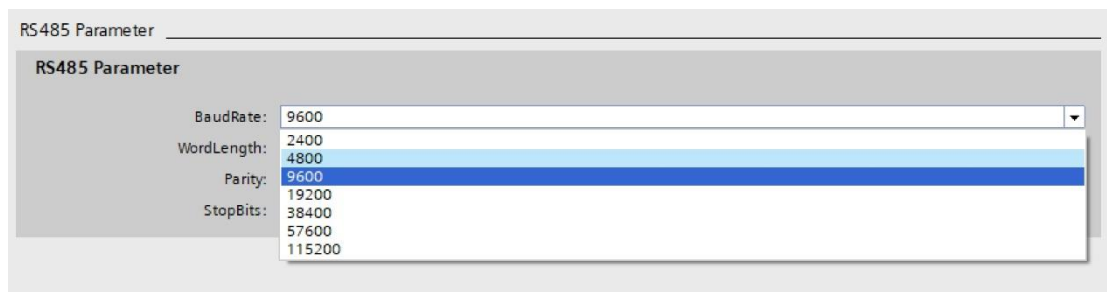 RS485 Parameter
RS485 Parameter
BaudRate: 9600
2400
WordLength:
4800
Parity: 9600
19200
StopBits: 38400
57600
115200